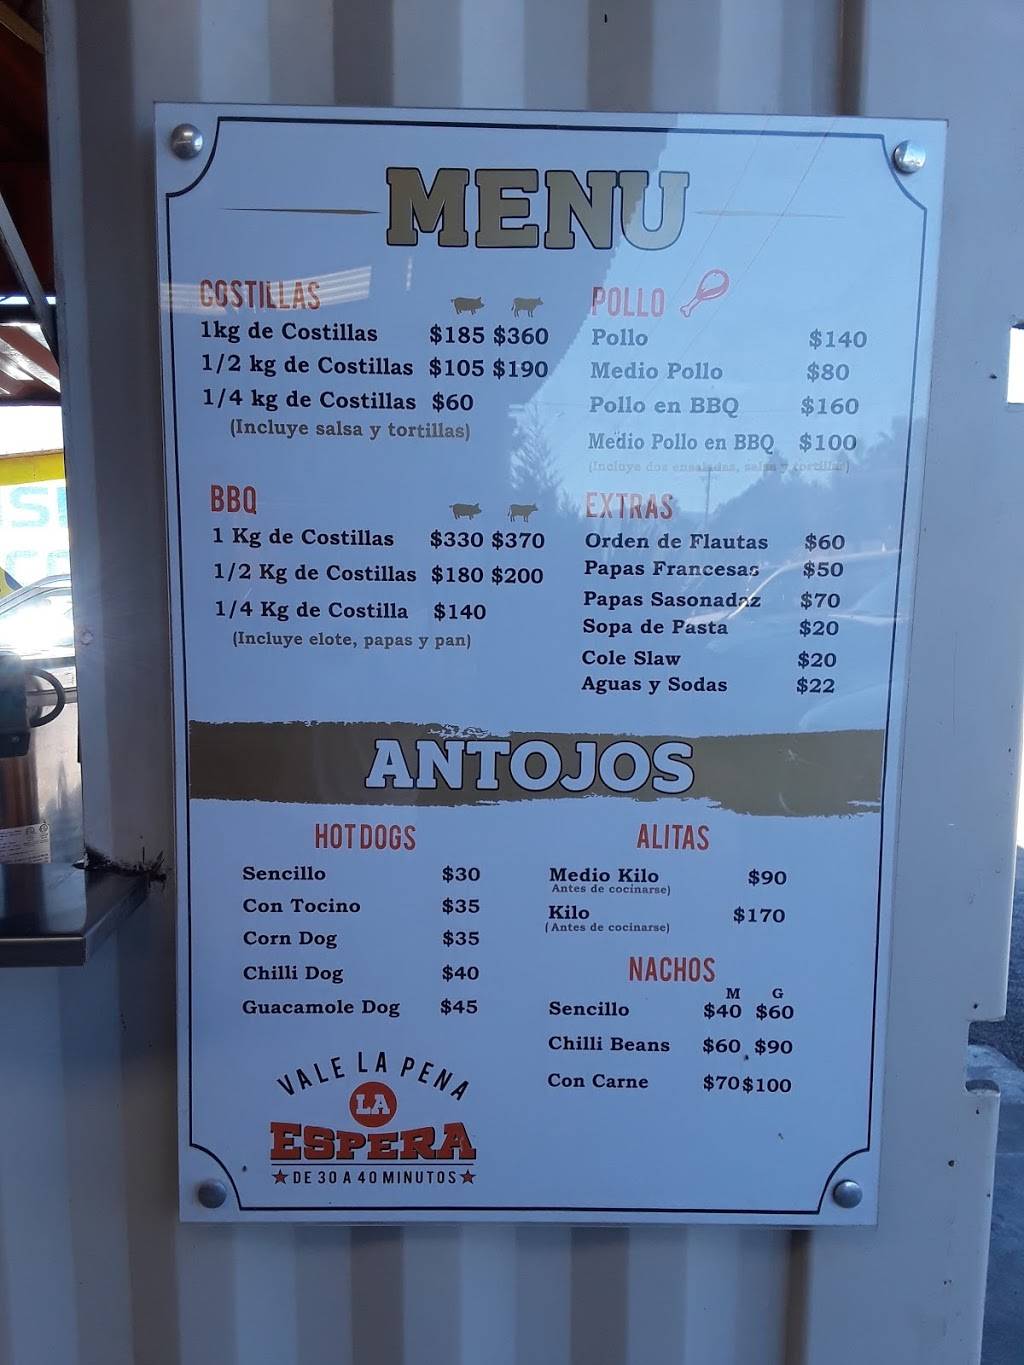 MENU
COSTILLAS
1kg de Costillas $185 $360
1/2 kg de Costillas $105 $190
1/4 kg de Costillas $60
(Incluye salsa y tortillas)
BBQ
1 Kg de Costillas $330 $370
1/2 Kg de Costillas $180 $200
1/4 Kg de Costilla $140
(Incluye elote, papas y pan)
POLLO
Pollo $140
Medio Pollo $80
Pollo en BBQ $160
Medio Pollo en BBQ $100
(Incluye dos ensaladas, salsa y tortillas)
EXTRAS
Orden de Flautas $60
Papas Francesas $50
Papas Sasonadaz $70
Sopa de Pasta $20
Cole Slaw $20
Aguas y Sodas $22
ANTOJOS
HOT DOGS
Sencillo $30
Con Tocino $35
Corn Dog $35
Chilli Dog $40
Guacamole Dog $45
VALE LA PENA
LA
ESPERA
★DE 30 A 40 MINUTOS★
ALITAS
Medio Kilo $90
Antes de cocinarse)
Kilo $170
(Antes de cocinarse)
NACHOS
M G
Sencillo $40 $60
Chilli Beans $60 $90
Con Carne $70 $100